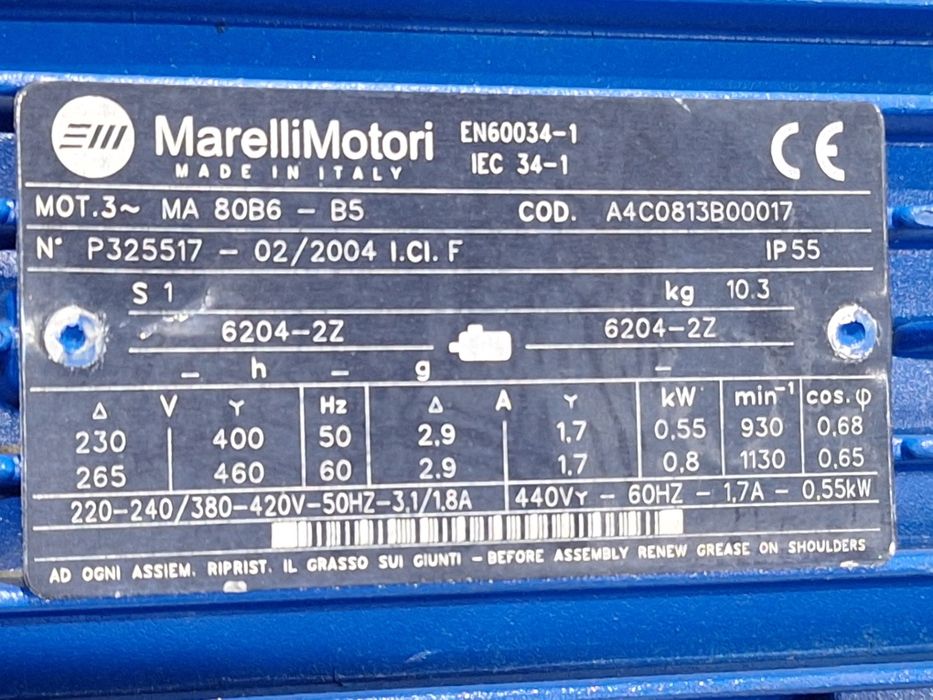 MarelliMotori EN60034-1
MADE IN ITALY IEC 34-1
CE
MOT.3~ MA 80B6 - B5 COD. A4C0813B00017
N° P325517 - 02/2004 I.Cl. F IP 55
S 1 kg 10.3
6204-2Z 6204-2Z
- h - g -
Δ V Y Hz Δ A Y kW min-1 cos.φ
230 400 50 2.9 1.7 0,55 930 0,68
265 460 60 2.9 1.7 0,8 1130 0,65
220-240/380-420V-50HZ-3,1/1.8A 440VY - 60HZ - 1,7A - 0,55kW
AD OGNI ASSIEM. RIPRIST. IL GRASSO SUI GIUNTI - BEFORE ASSEMBLY RENEW GREASE ON SHOULDERS